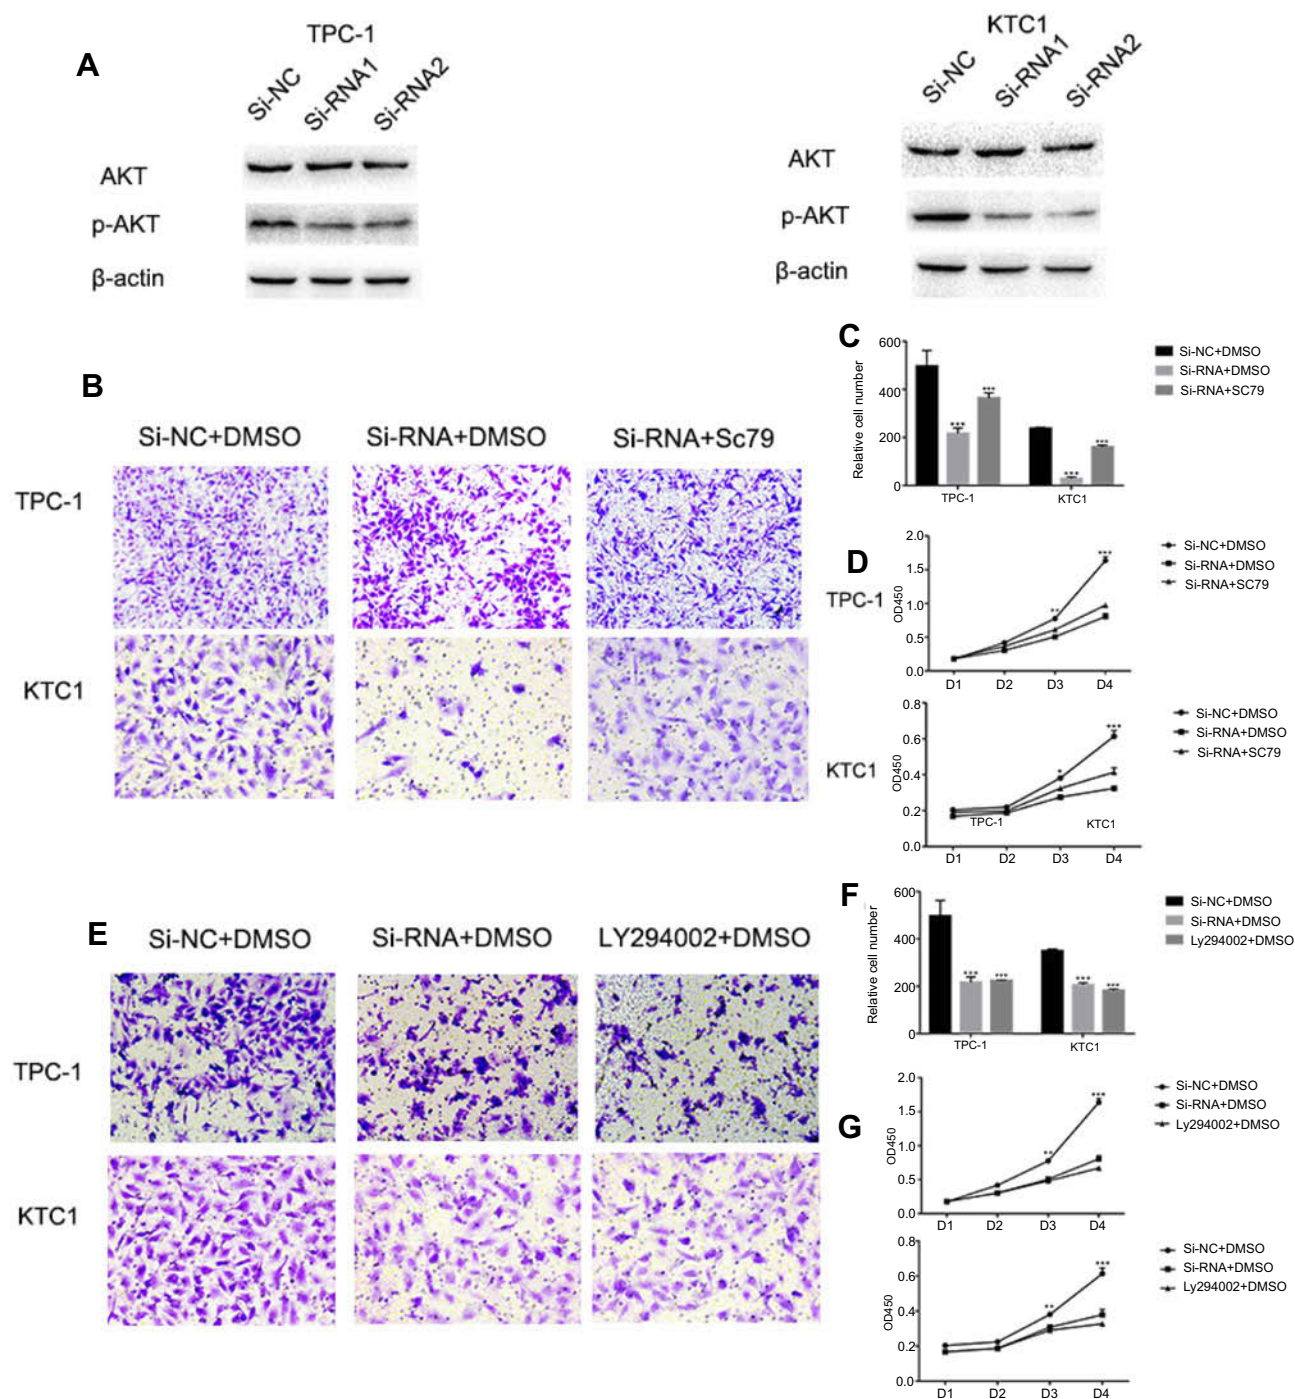 A
TPC-1
Si-NC
Si-RNA1
Si-RNA2
AKT
p-AKT
β-actin
KTC1
Si-NC
Si-RNA1
Si-RNA2
AKT
p-AKT
β-actin
B
Si-NC+DMSO
Si-RNA+DMSO
Si-RNA+Sc79
TPC-1
KTC1
C
Relative cell number
600
400
200
0
***
***
***
***
TPC-1
KTC1
Si-NC+DMSO
Si-RNA+DMSO
Si-RNA+SC79
D
TPC-1
OD450
2.0
1.5
1.0
0.5
0.0
**
***
D1
D2
D3
D4
Si-NC+DMSO
Si-RNA+DMSO
Si-RNA+SC79
KTC1
OD450
0.8
0.6
0.4
0.2
0.0
*
***
TPC-1
KTC1
D1
D2
D3
D4
Si-NC+DMSO
Si-RNA+DMSO
Si-RNA+SC79
E
Si-NC+DMSO
Si-RNA+DMSO
LY294002+DMSO
TPC-1
KTC1
F
Relative cell number
600
400
200
0
***
***
***
***
TPC-1
KTC1
Si-NC+DMSO
Si-RNA+DMSO
Ly294002+DMSO
G
OD450
2.0
1.5
1.0
0.5
0.0
**
***
D1
D2
D3
D4
Si-NC+DMSO
Si-RNA+DMSO
Ly294002+DMSO
OD450
0.8
0.6
0.4
0.2
0.0
**
***
D1
D2
D3
D4
Si-NC+DMSO
Si-RNA+DMSO
Ly294002+DMSO